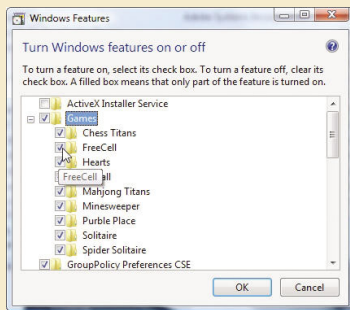 Windows Features
Turn Windows features on or off
To turn a feature on, select its check box. To turn a feature off, clear its
check box. A filled box means that only part of the feature is turned on.
ActiveX Installer Service
Games
Chess Titans
FreeCell
Hearts
FreeCell all
Mahjong Titans
Minesweeper
Purble Place
Solitaire
Spider Solitaire
GroupPolicy Preferences CSE
OK Cancel